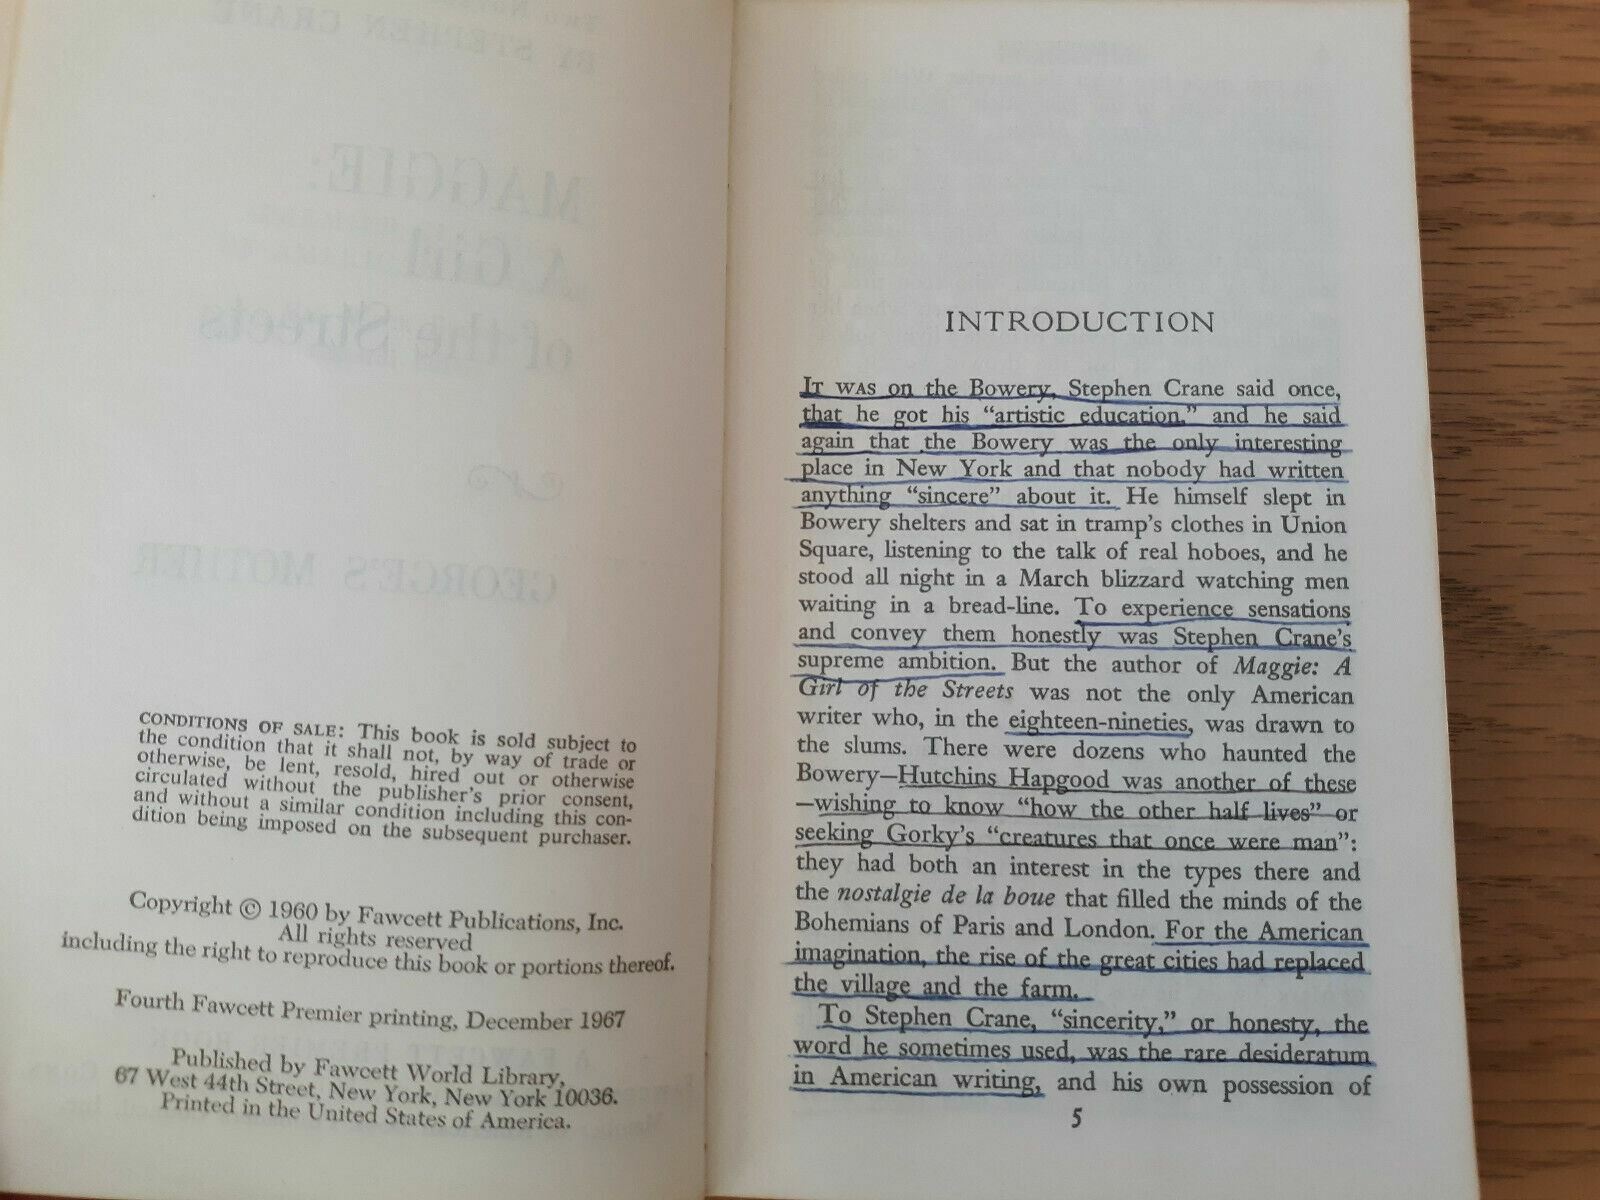 CONDITIONS OF SALE: This book is sold subject to
the condition that it shall not, by way of trade or
otherwise, be lent, resold, hired out or otherwise
circulated without the publisher's prior consent,
and without a similar condition including this con-
dition being imposed on the subsequent purchaser.
Copyright © 1960 by Fawcett Publications, Inc.
All rights reserved
including the right to reproduce this book or portions thereof.
Fourth Fawcett Premier printing, December 1967
Published by Fawcett World Library,
67 West 44th Street, New York, New York 10036.
Printed in the United States of America.
INTRODUCTION
IT WAS on the Bowery, Stephen Crane said once,
that he got his “artistic education,” and he said
again that the Bowery was the only interesting
place in New York and that nobody had written
anything “sincere” about it. He himself slept in
Bowery shelters and sat in tramp's clothes in Union
Square, listening to the talk of real hoboes, and he
stood all night in a March blizzard watching men
waiting in a bread-line. To experience sensations
and convey them honestly was Stephen Crane's
supreme ambition. But the author of Maggie: A
Girl of the Streets was not the only American
writer who, in the eighteen-nineties, was drawn to
the slums. There were dozens who haunted the
Bowery—Hutchins Hapgood was another of these
—wishing to know “how the other half lives” or
seeking Gorky's “creatures that once were man”:
they had both an interest in the types there and
the nostalgie de la boue that filled the minds of the
Bohemians of Paris and London. For the American
imagination, the rise of the great cities had replaced
the village and the farm.
To Stephen Crane, “sincerity,” or honesty, the
word he sometimes used, was the rare desideratum
in American writing, and his own possession of
5